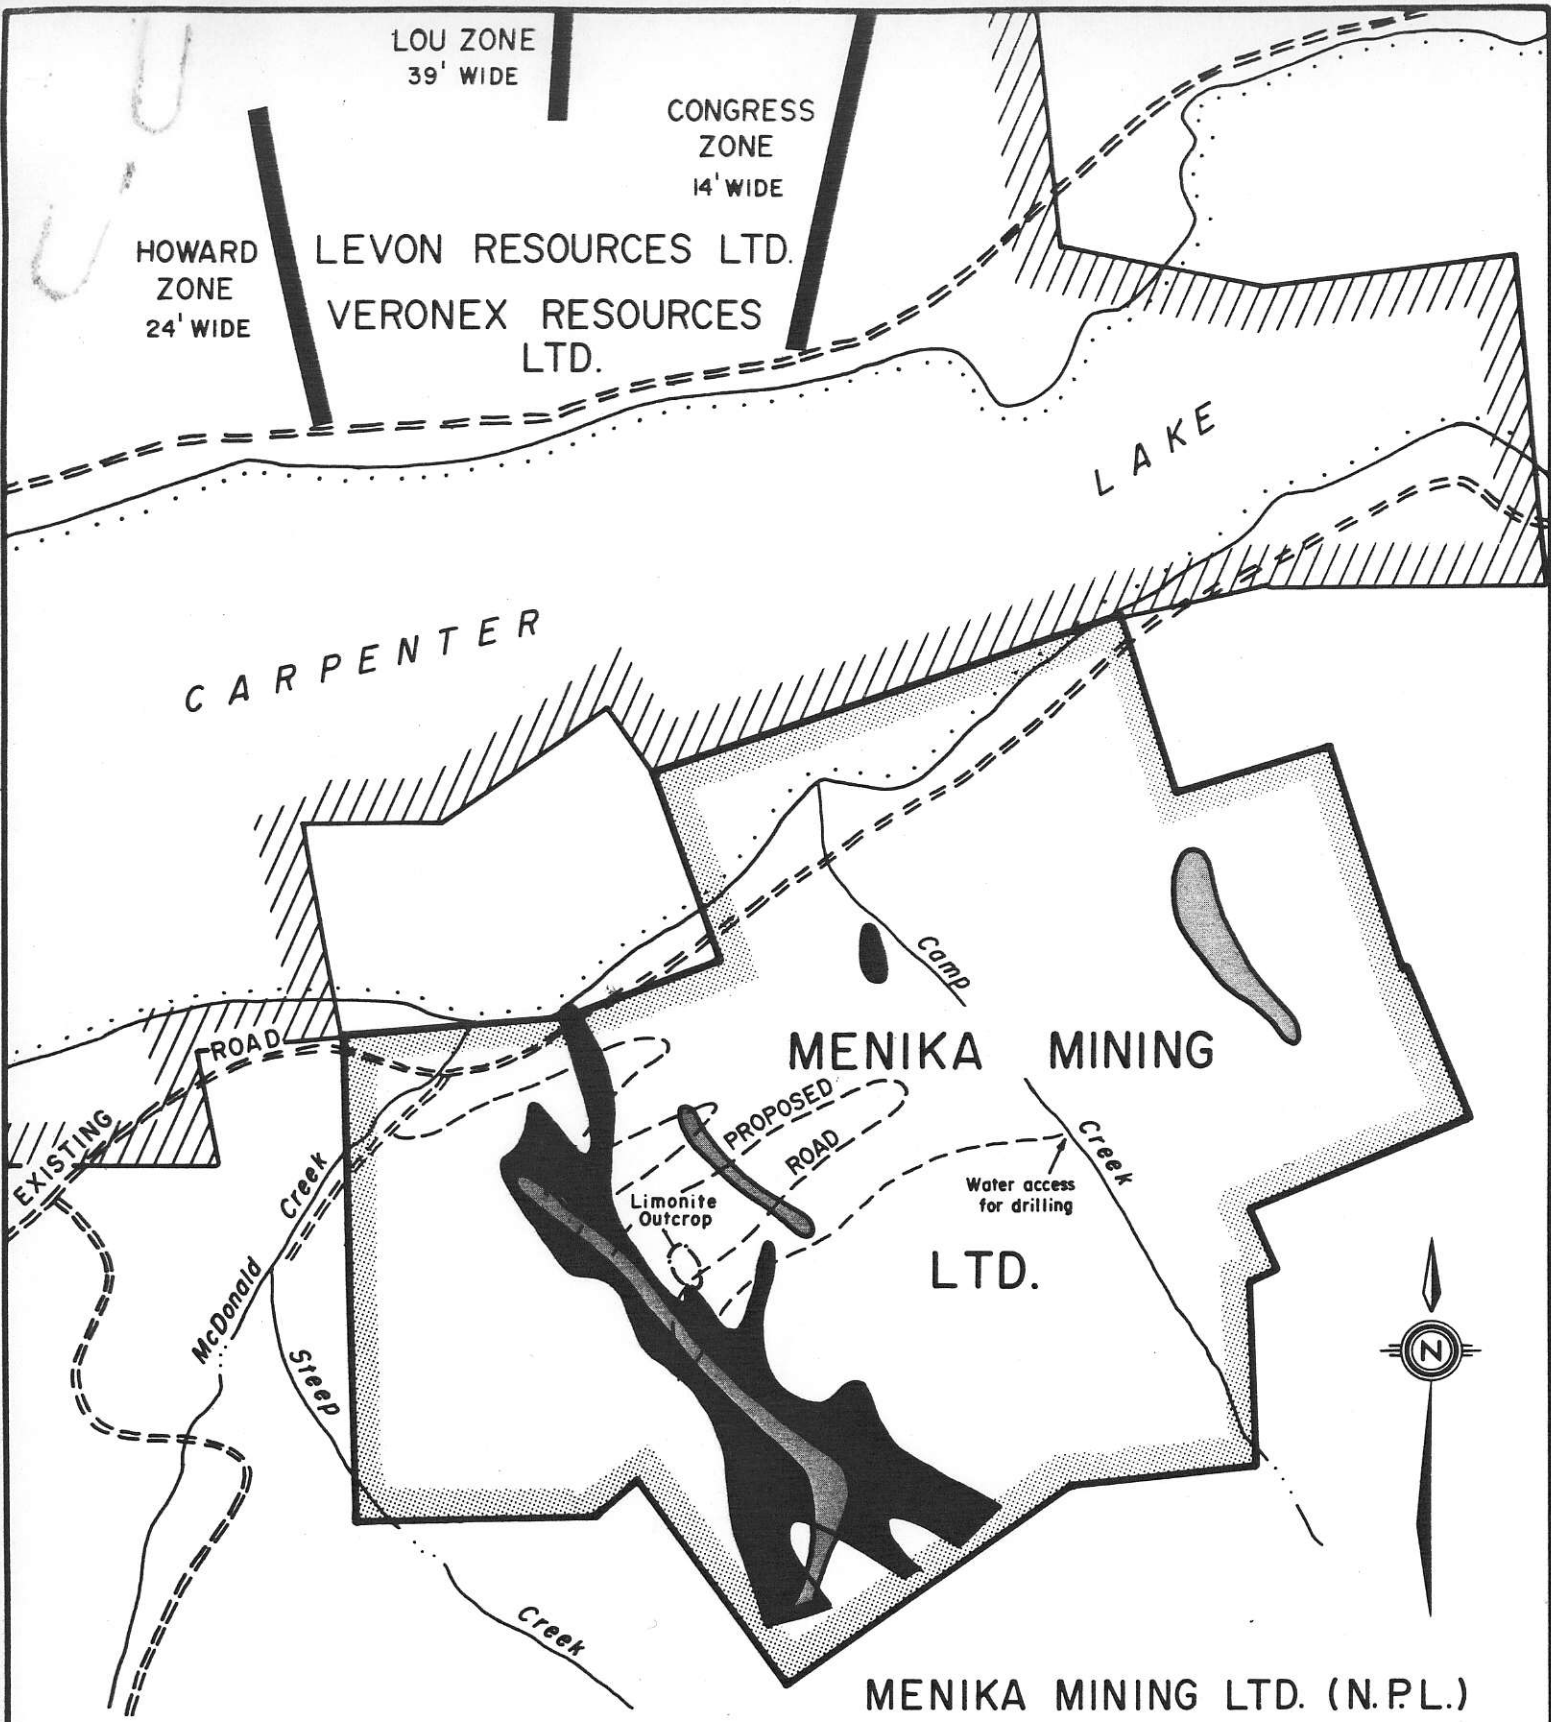 LOU ZONE
39' WIDE
CONGRESS
ZONE
14' WIDE
HOWARD
ZONE
24' WIDE
LEVON RESOURCES LTD.
VERONEX RESOURCES
LTD.
LAKE
CARPENTER
Camp
Creek
MENIKA MINING
LTD.
EXISTING
ROAD
PROPOSED
ROAD
Limonite
Outcrop
Water access
for drilling
McDonald
Creek
Steep
Creek
N
MENIKA MINING LTD. (N.P.L.)